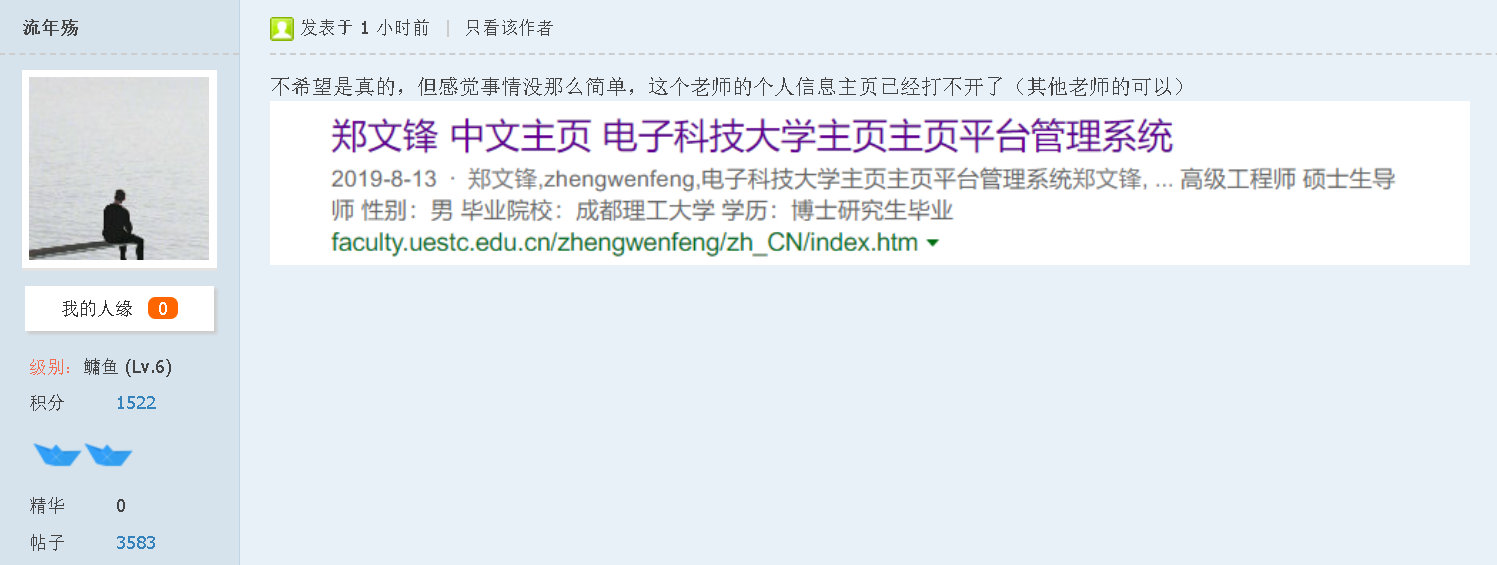 流年殇
发表于 1 小时前 | 只看该作者
不希望是真的，但感觉事情没那么简单，这个老师的个人信息主页已经打不开了（其他老师的可以）
郑文锋 中文主页 电子科技大学主页主页平台管理系统
2019-8-13 · 郑文锋,zhengwenfeng,电子科技大学主页主页平台管理系统郑文锋, ... 高级工程师 硕士生导
师 性别：男 毕业院校：成都理工大学 学历：博士研究生毕业
faculty.uestc.edu.cn/zhengwenfeng/zh_CN/index.htm
我的人缘 0
级别：鳙鱼 (Lv.6)
积分 1522
精华 0
帖子 3583